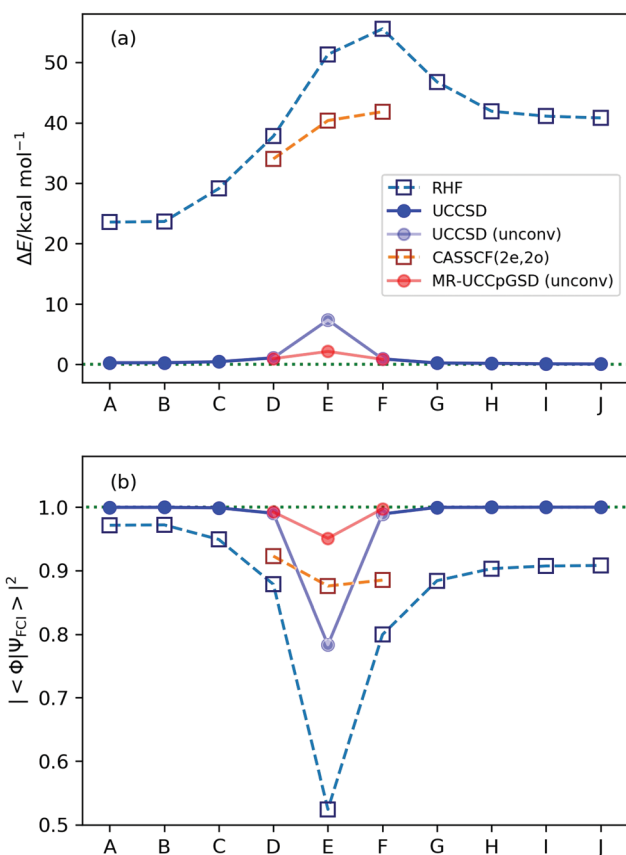 (a)
50
40
30
20
10
0
ΔE/kcal mol⁻¹
RHF
UCCSD
UCCSD (unconv)
CASSCF(2e,2o)
MR-UCCpGSD (unconv)
A B C D E F G H I J
(b)
1.0
0.9
0.8
0.7
0.6
0.5
|<Φ|Ψ_FCI>|²
A B C D E F G H I J